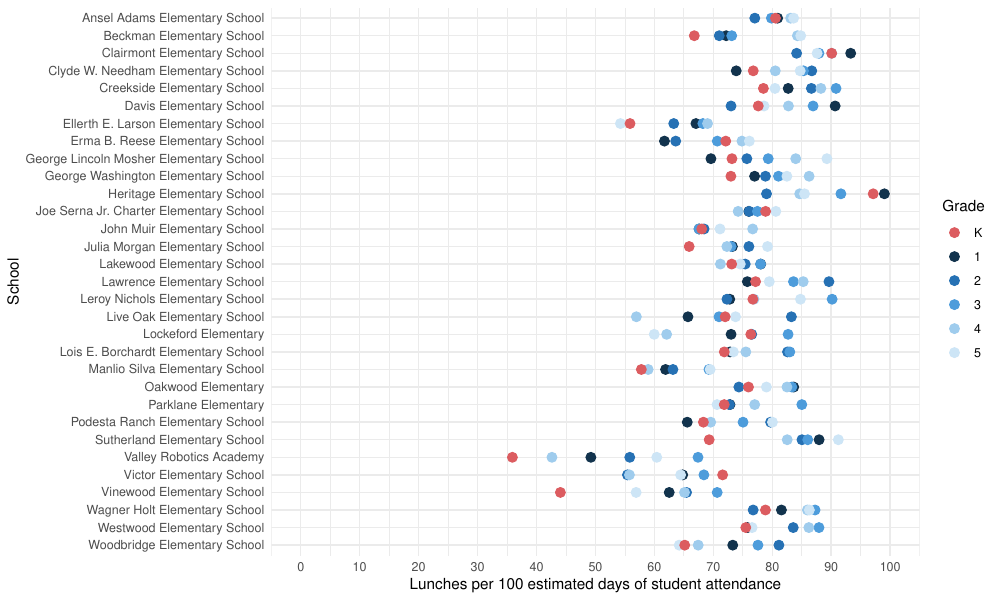 Ansel Adams Elementary School
Beckman Elementary School
Clairmont Elementary School
Clyde W. Needham Elementary School
Creekside Elementary School
Davis Elementary School
Ellerth E. Larson Elementary School
Erma B. Reese Elementary School
George Lincoln Mosher Elementary School
George Washington Elementary School
Heritage Elementary School
Joe Serna Jr. Charter Elementary School
John Muir Elementary School
Julia Morgan Elementary School
Lakewood Elementary School
Lawrence Elementary School
Leroy Nichols Elementary School
Live Oak Elementary School
Lockeford Elementary
Lois E. Borchardt Elementary School
Manlio Silva Elementary School
Oakwood Elementary
Parklane Elementary
Podesta Ranch Elementary School
Sutherland Elementary School
Valley Robotics Academy
Victor Elementary School
Vinewood Elementary School
Wagner Holt Elementary School
Westwood Elementary School
Woodbridge Elementary School
School
0 10 20 30 40 50 60 70 80 90 100
Lunches per 100 estimated days of student attendance
Grade
K
1
2
3
4
5